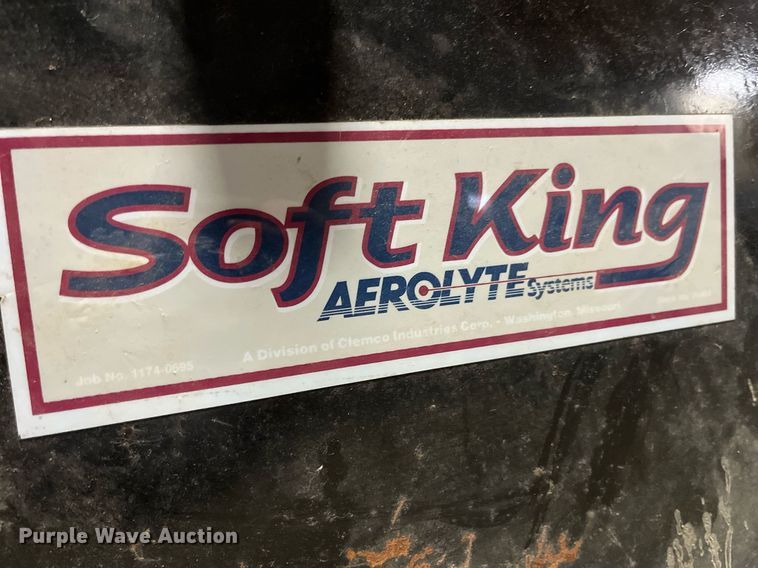 Soft King
AEROLYTE Systems
A Division of Clemco Industries Corp. - Washington, Missouri
Job No. 1174-0695
Purple Wave Auction